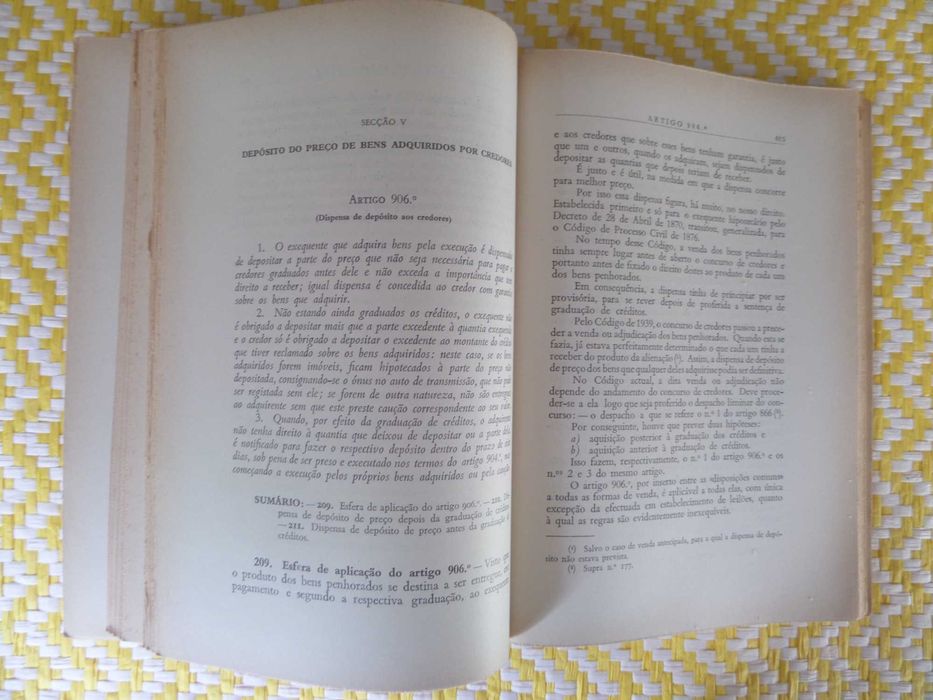 SECÇÃO V
DEPÓSITO DO PREÇO DE BENS ADQUIRIDOS POR CREDORES
ARTIGO 906.º
(Dispensa de depósito aos credores)
1. O exequente que adquira bens pela execução é dispensado
de depositar a parte do preço que não seja necessária para pagar a
credores graduados antes dele e não exceda a importância que tem
direito a receber; igual dispensa é concedida ao credor com garantia
sobre os bens que adquirir.
2. Não estando ainda graduados os créditos, o exequente não
é obrigado a depositar mais que a parte excedente à quantia exequenda
e o credor só é obrigado a depositar o excedente ao montante do crédito
que tiver reclamado sobre os bens adquiridos: neste caso, se os bens
adquiridos forem imóveis, ficam hipotecados à parte do preço não
depositada, consignando-se o ónus no auto de transmissão, que não pode
ser registada sem ele; se forem de outra natureza, não são entregues
ao adquirente sem que este preste caução correspondente ao seu valor.
3. Quando, por efeito da graduação de créditos, o adquirente
não tenha direito à quantia que deixou de depositar ou a parte dela,
é notificado para fazer o respectivo depósito dentro do prazo de
dias, sob pena de ser preso e executado nos termos do artigo 904.º,
começando a execução pelos próprios bens adquiridos ou pela caução.
SUMÁRIO: — 209. Esfera de aplicação do artigo 906.º. — 210. Dis-
pensa de depósito de preço depois da graduação de créditos.
— 211. Dispensa de depósito de preço antes da graduação de
créditos.
209. Esfera de aplicação do artigo 906.º — Visto que
o produto dos bens penhorados se destina a ser entregue, em
pagamento e segundo a respectiva graduação, ao exequente
ARTIGO 906.º
e aos credores que sobre esses bens tenham garantia, é justo
que um e outros, quando os adquiram, sejam dispensados de
depositar as quantias que depois teriam de receber.
É justo e é útil, na medida em que a dispensa concorre
para melhor preço.
Por isso essa dispensa figura, há muito, no nosso direito.
Estabelecida primeiro e só para o exequente hipotecário pelo
Decreto de 28 de Abril de 1870, transitou, generalizada, para
o Código de Processo Civil de 1876.
No tempo desse Código, a venda dos bens penhorados
tinha sempre lugar antes de aberto o concurso de credores e
portanto antes de fixado o direito destes ao produto de cada um
dos bens penhorados.
Em consequência, a dispensa tinha de principiar por ser
provisória, para se tever depois de proferida a sentença de
graduação de créditos.
Pelo Código de 1939, o concurso de credores passou a prece-
der a venda ou adjudicação dos bens penhorados. Quando esta se
fazia, já estava perfeitamente determinado o que cada um tinha a
receber do produto da alienação (¹). Assim, a dispensa de depósito
de preço dos bens que qualquer deles adquirisse podia ser definitiva.
No Código actual, a dita venda ou adjudicação não
depende do andamento do concurso de credores. Deve proce-
der-se a ela logo que seja proferido o despacho liminar do con-
curso: — o despacho a que se refere o n.º 1 do artigo 866 (²).
Por conseguinte, houve que prever duas hipóteses:
a) aquisição posterior à graduação dos créditos e
b) aquisição anterior à graduação de créditos.
Isso fazem, respectivamente, o n.º 1 do artigo 906.º e os
n.ºs 2 e 3 do mesmo artigo.
O artigo 906.º, por inserto entre as «disposições comuns»
a todas as formas de venda, é aplicável a todas elas, com única
excepção da efectuada em estabelecimento de leilões, quanto
à qual as regras são evidentemente inexequíveis.
(¹) Salvo o caso de venda antecipada, para a qual a dispensa de depó-
sito não estava prevista.
(²) Supra n.º 177.